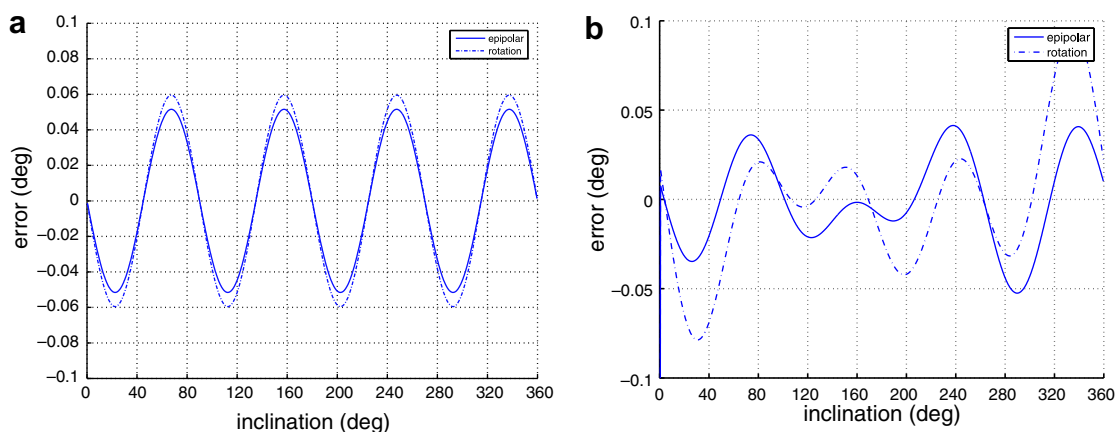 a
0.1
0.08
0.06
0.04
0.02
0
−0.02
−0.04
−0.06
−0.08
−0.1
error (deg)
epipolar
rotation
0 40 80 120 160 200 240 280 320 360
inclination (deg)
b
0.1
0.05
0
−0.05
−0.1
error (deg)
epipolar
rotation
0 40 80 120 160 200 240 280 320 360
inclination (deg)